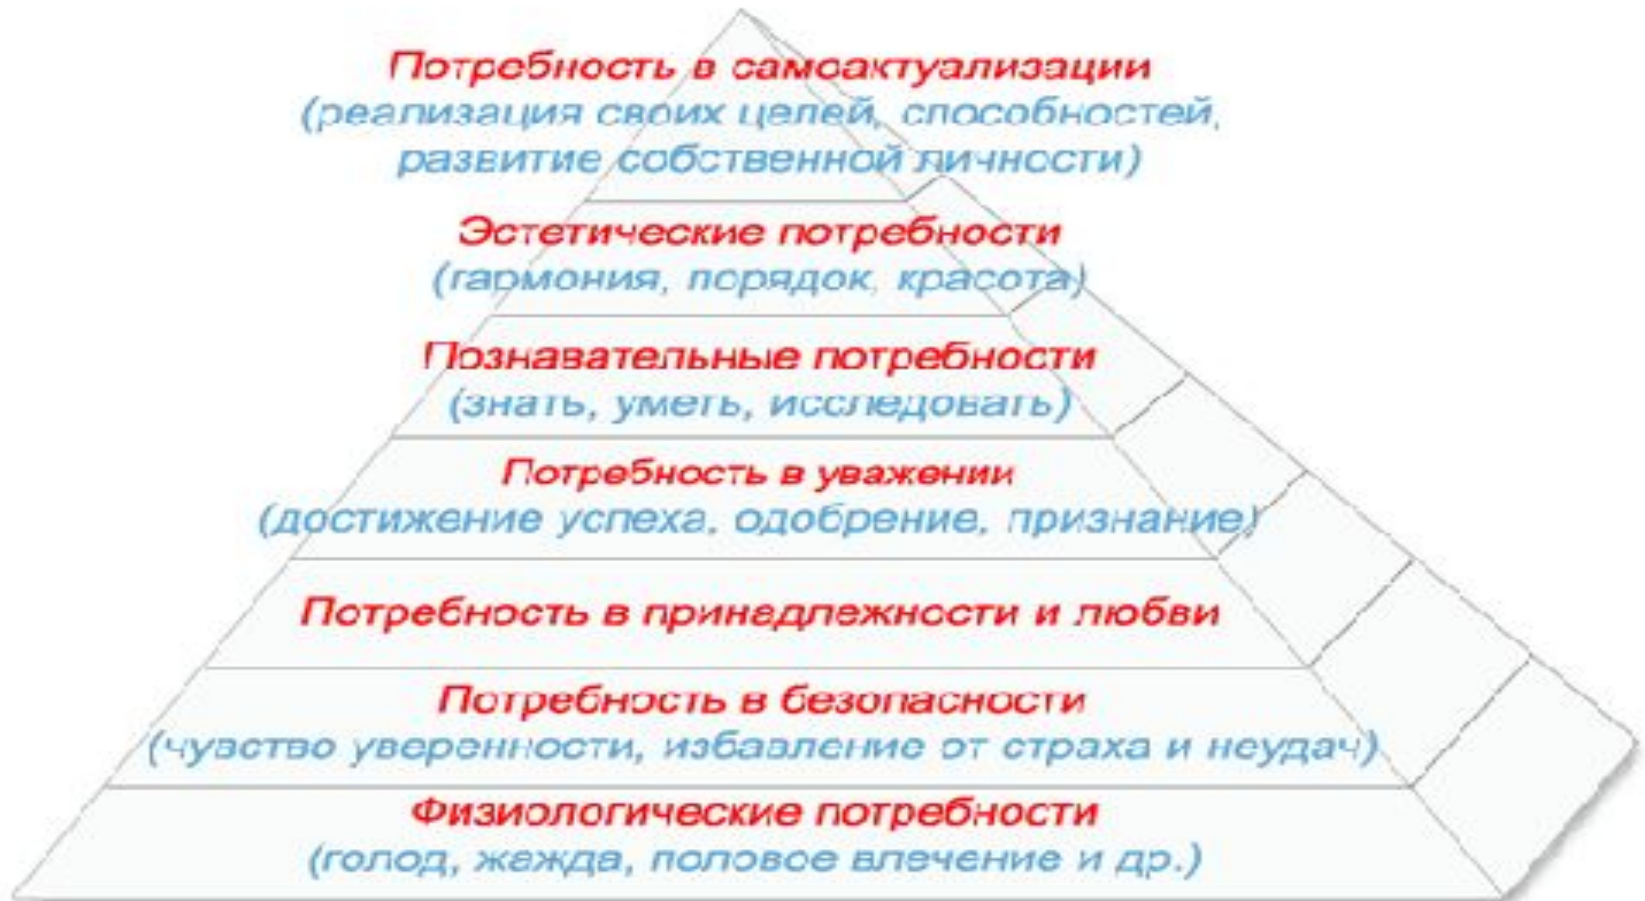 Потребность в самоактуализации
(реализация своих целей, способностей,
развитие собственной личности)
Эстетические потребности
(гармония, порядок, красота)
Познавательные потребности
(знать, уметь, исследовать)
Потребность в уважении
(достижение успеха, одобрение, признание)
Потребность в принадлежности и любви
Потребность в безопасности
(чувство уверенности, избавление от страха и неудач)
Физиологические потребности
(голод, жажда, половое влечение и др.)